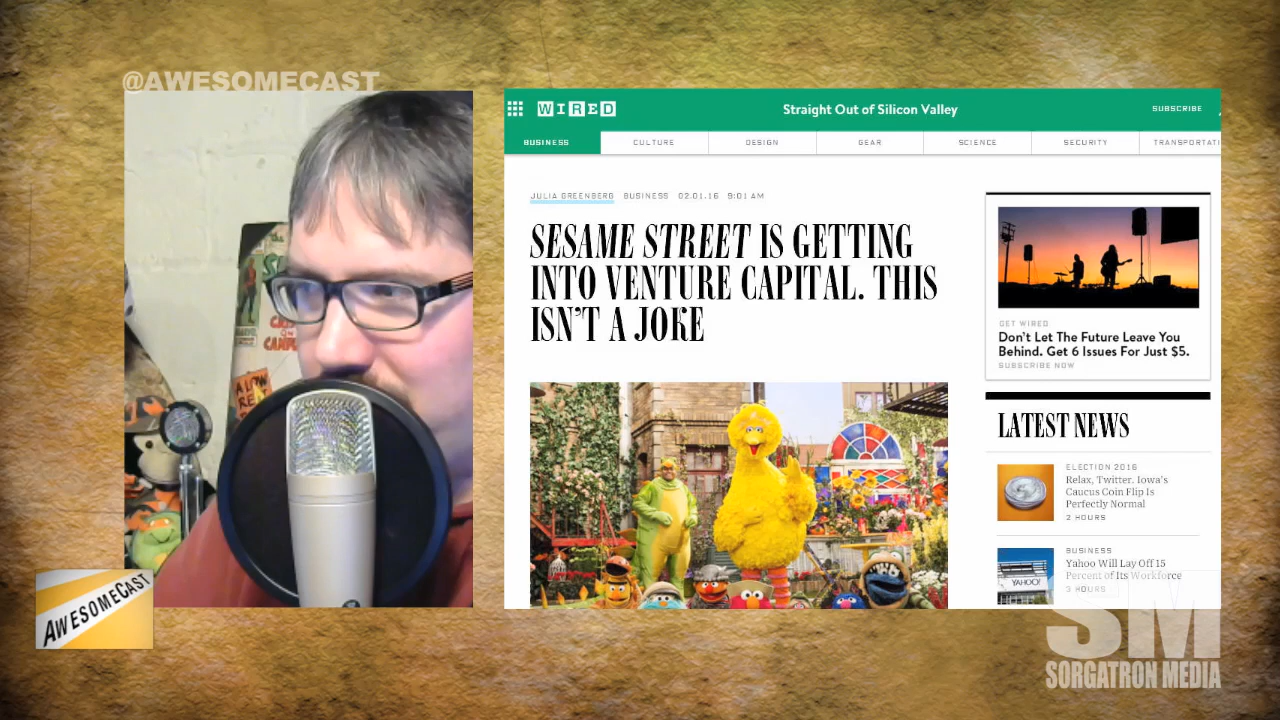 @AWESOMECAST
WIRED
Straight Out of Silicon Valley
SUBSCRIBE
BUSINESS
CULTURE
DESIGN
GEAR
SCIENCE
SECURITY
TRANSPORTATI
JULIA GREENBERG BUSINESS 02.01.16 9:01 AM
SESAME STREET IS GETTING
INTO VENTURE CAPITAL. THIS
ISN'T A JOKE
GET WIRED
Don't Let The Future Leave You
Behind. Get 6 Issues For Just $5.
SUBSCRIBE NOW
LATEST NEWS
ELECTION 2016
Relax, Twitter. Iowa's
Caucus Coin Flip Is
Perfectly Normal
2 HOURS
BUSINESS
Yahoo Will Lay Off 15
Percent of Its Workforce
3 HOURS
YAHOO!
the
A LOW
AWESOMECAST
SM
SORGATRON MEDIA